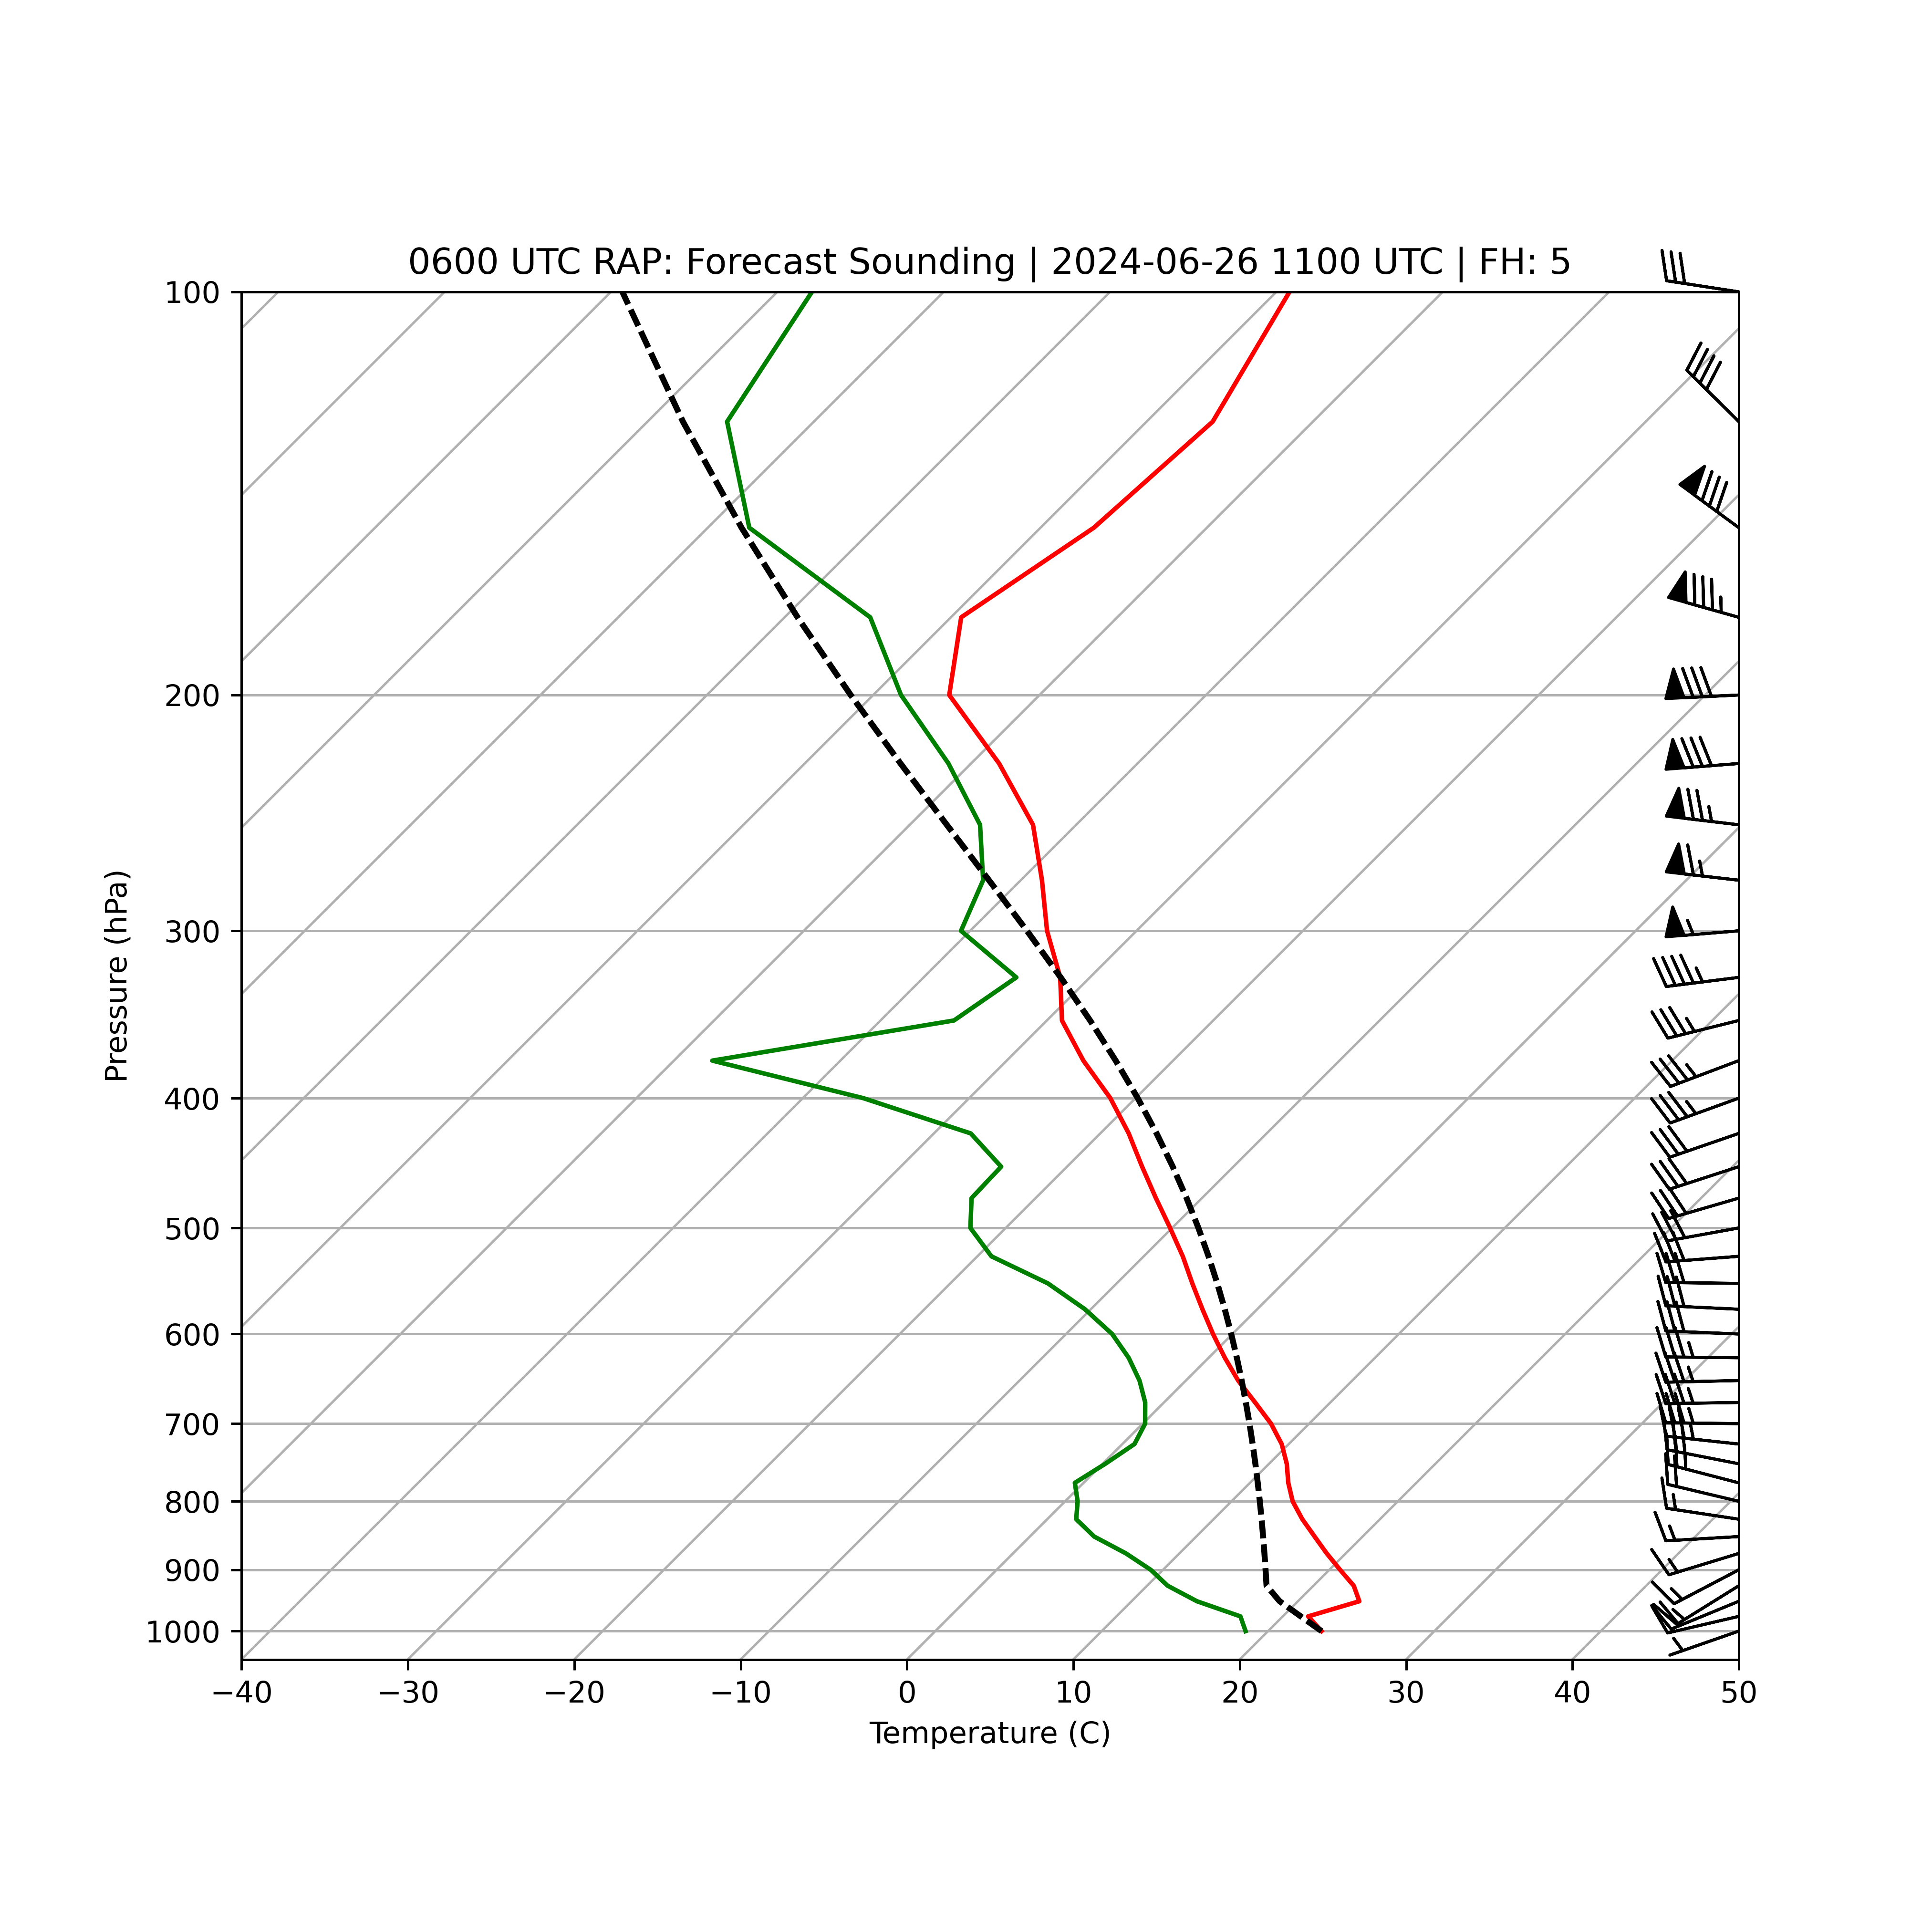 0600 UTC RAP: Forecast Sounding | 2024-06-26 1100 UTC | FH: 5
100
200
300
400
500
600
700
800
900
1000
Pressure (hPa)
−40 −30 −20 −10 0 10 20 30 40 50
Temperature (C)